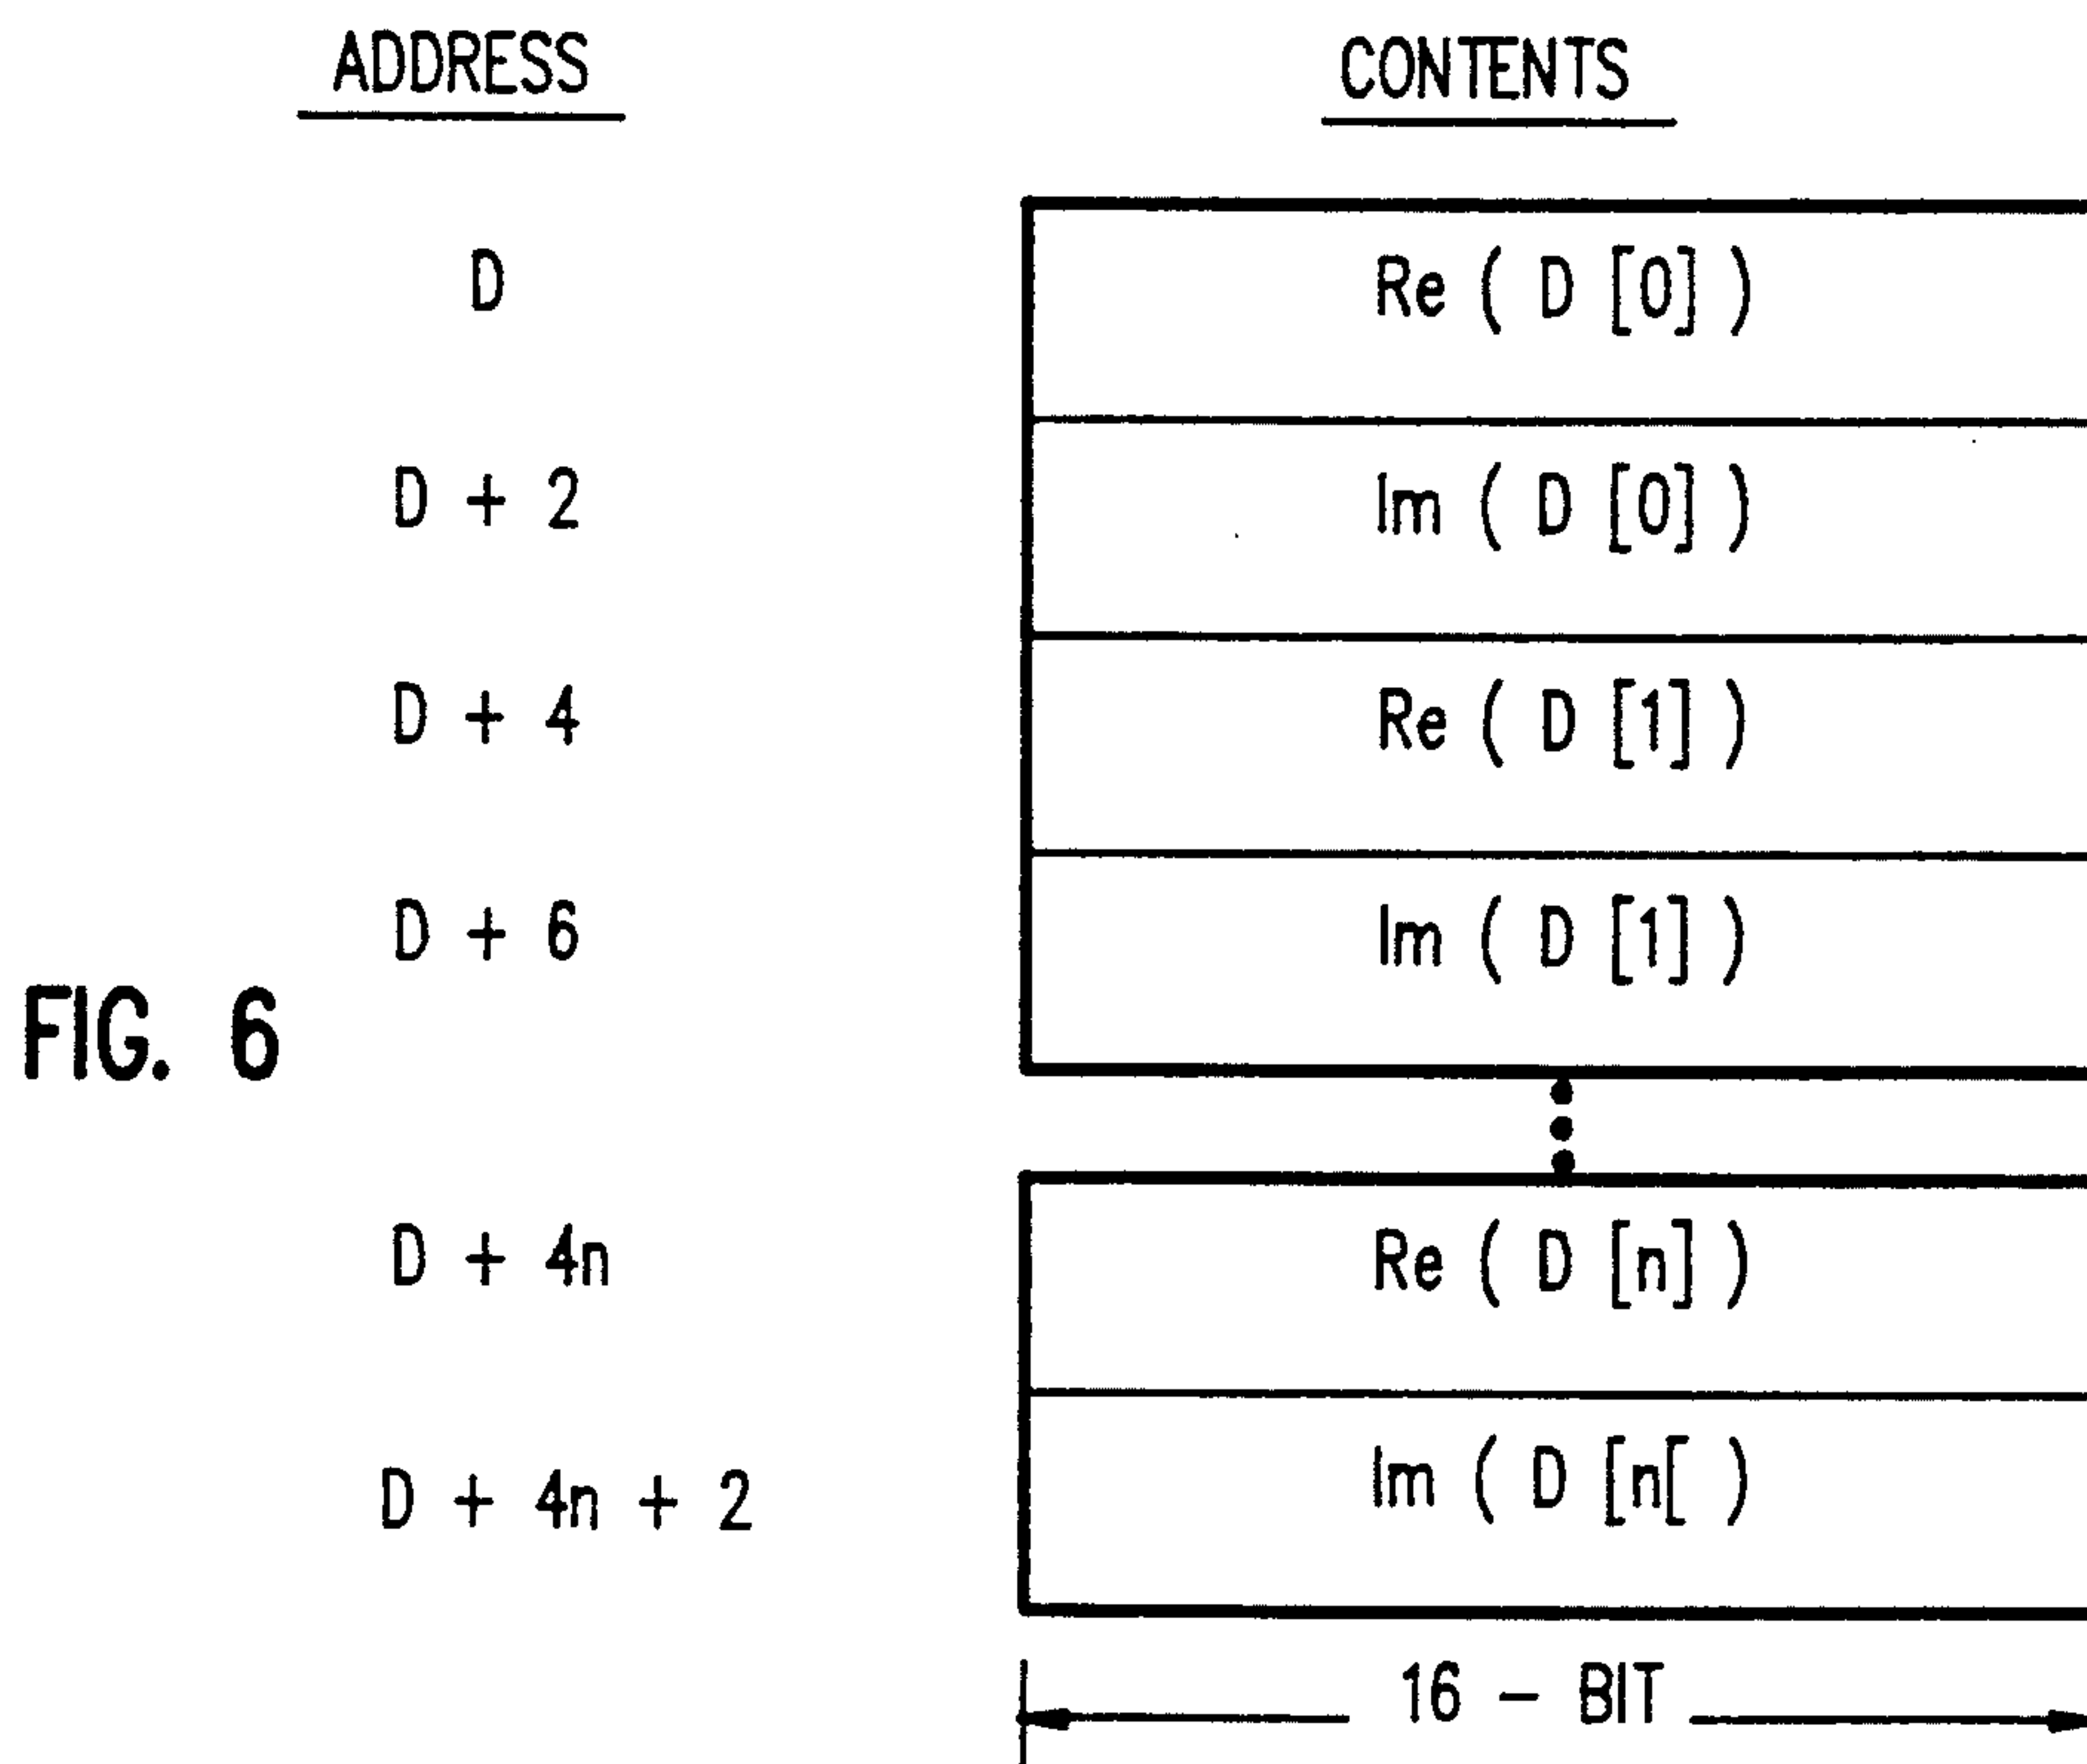 ADDRESS CONTENTS
D Re ( D [0] )
D + 2 Im ( D [0] )
D + 4 Re ( D [1] )
D + 6 Im ( D [1] )
FIG. 6
D + 4n Re ( D [n] )
D + 4n + 2 Im ( D [n[ )
16 - BIT